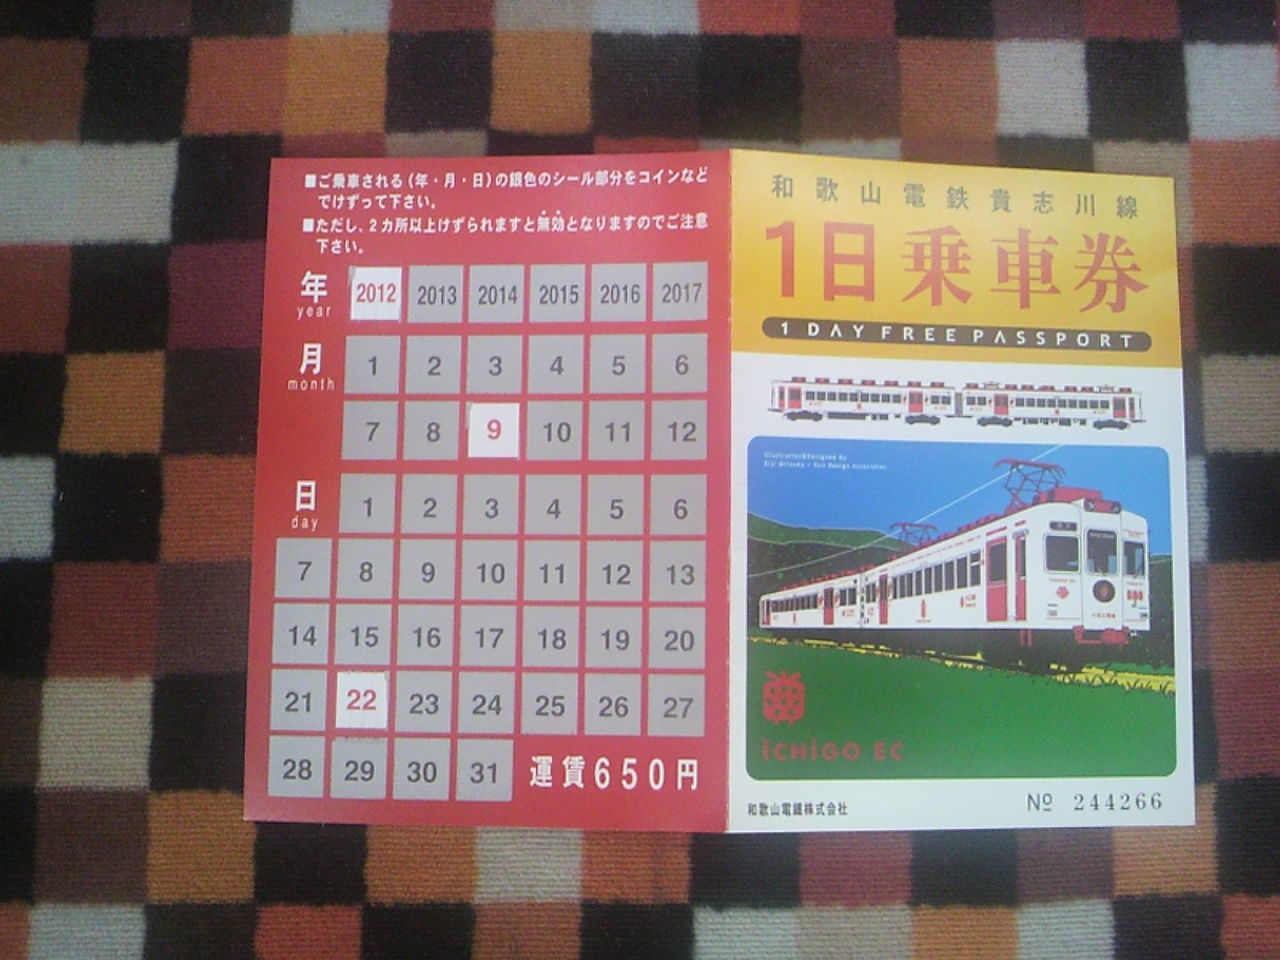 ■ご乗車される(年・月・日)の銀色のシール部分をコインなど
でけずって下さい。
■ただし、2カ所以上けずられますと無効となりますのでご注意
下さい。
年
year
2012 2013 2014 2015 2016 2017
月
month
1 2 3 4 5 6
7 8 9 10 11 12
日
day
1 2 3 4 5 6
7 8 9 10 11 12 13
14 15 16 17 18 19 20
21 22 23 24 25 26 27
28 29 30 31 運賃650円
和歌山電鉄貴志川線
1日乗車券
1 DAY FREE PASSPORT
Illustration&Designed by
Eiji Mitooka + Don Design Associates
iCHiGO EC
和歌山電鐵株式会社
Nº 244266